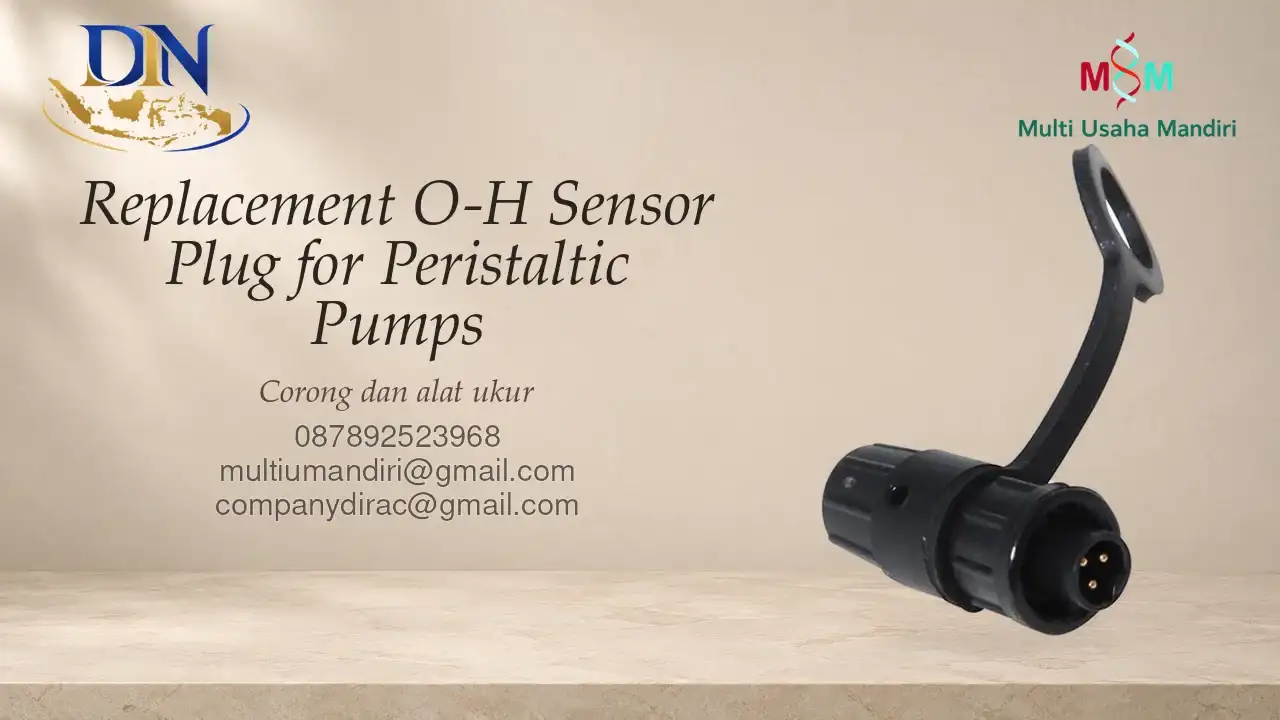 DN
M M
Multi Usaha Mandiri
Replacement O-H Sensor
Plug for Peristaltic
Pumps
Corong dan alat ukur
087892523968
multiumandiri@gmail.com
companydirac@gmail.com